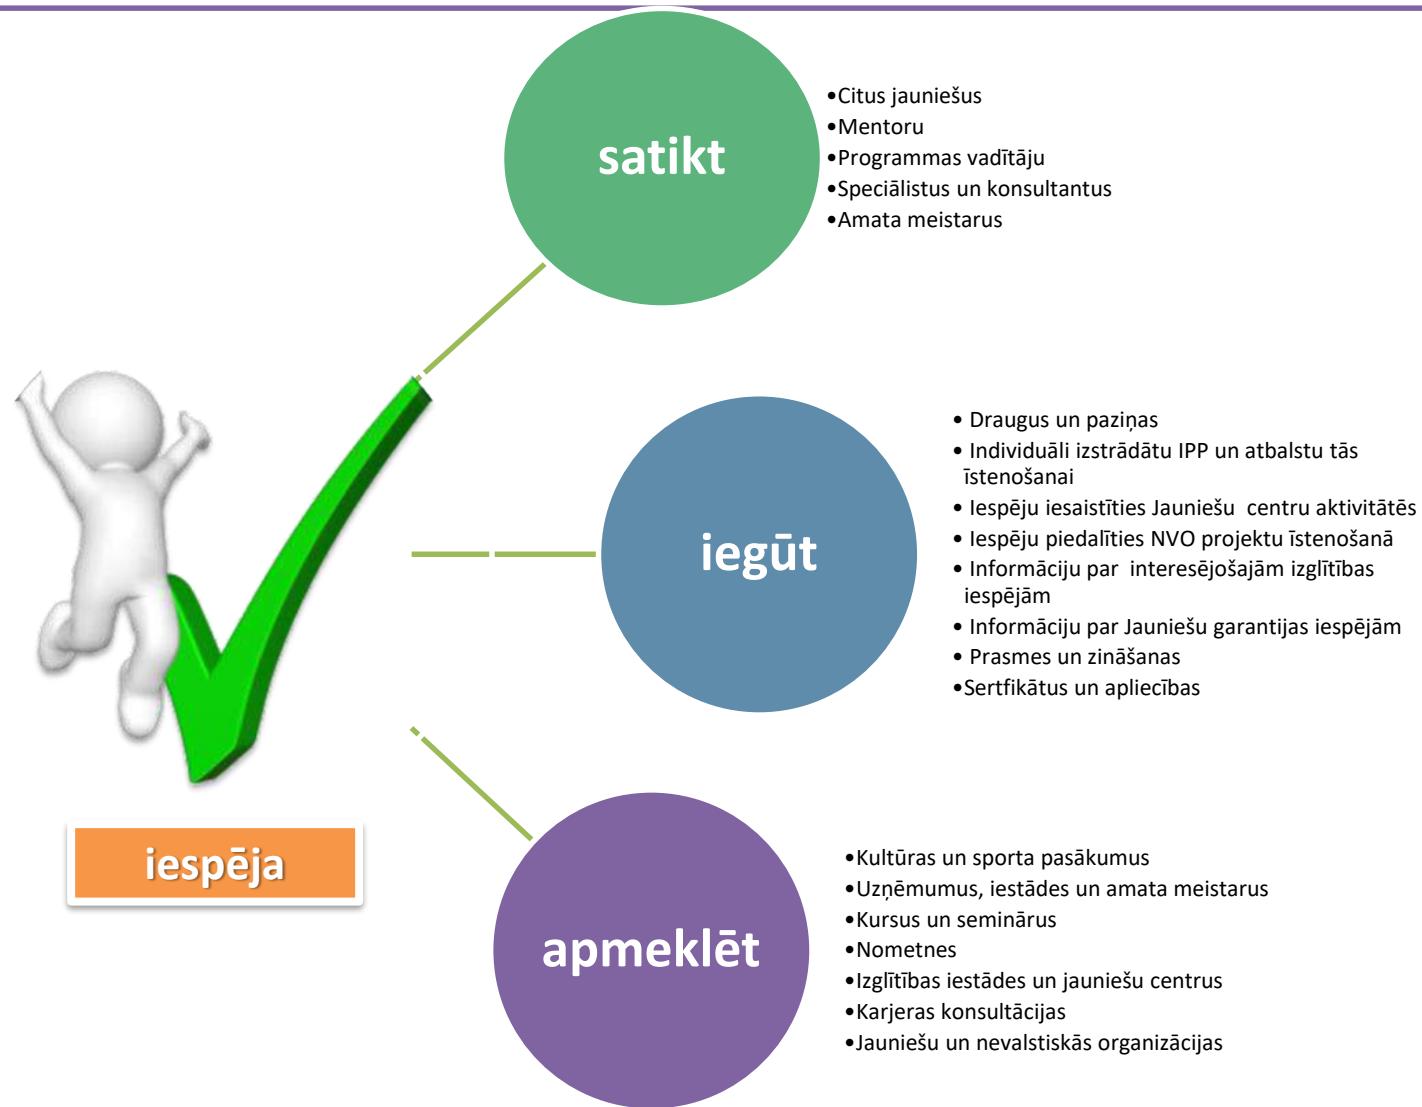 satikt
•Citus jauniešus
•Mentoru
•Programmas vadītāju
•Speciālistus un konsultantus
•Amata meistarus
iegūt
• Draugus un paziņas
• Individuāli izstrādātu IPP un atbalstu tās
īstenošanai
• Iespēju iesaistīties Jauniešu centru aktivitātēs
• Iespēju piedalīties NVO projektu īstenošanā
• Informāciju par interesējošajām izglītības
iespējām
• Informāciju par Jauniešu garantijas iespējām
• Prasmes un zināšanas
•Sertfikātus un apliecības
iespēja
apmeklēt
•Kultūras un sporta pasākumus
•Uzņēmumus, iestādes un amata meistarus
•Kursus un seminārus
•Nometnes
•Izglītības iestādes un jauniešu centrus
•Karjeras konsultācijas
•Jauniešu un nevalstiskās organizācijas